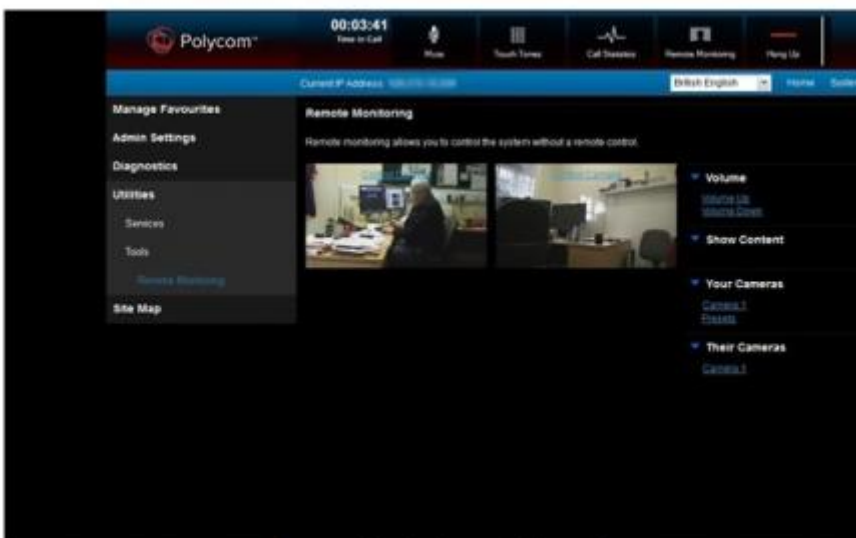 Polycom
00:03:41
Time in Call
Mute
Touch Tones
Call Statistics
Remote Monitoring
Hang Up
Current IP Address
British English
Home
Manage Favourites
Admin Settings
Diagnostics
Utilities
Services
Tools
Remote Monitoring
Site Map
Remote Monitoring
Remote monitoring allows you to control the system without a remote control.
Volume
Volume Up
Volume Down
Show Content
Your Cameras
Camera 1
Presets
Their Cameras
Camera 1